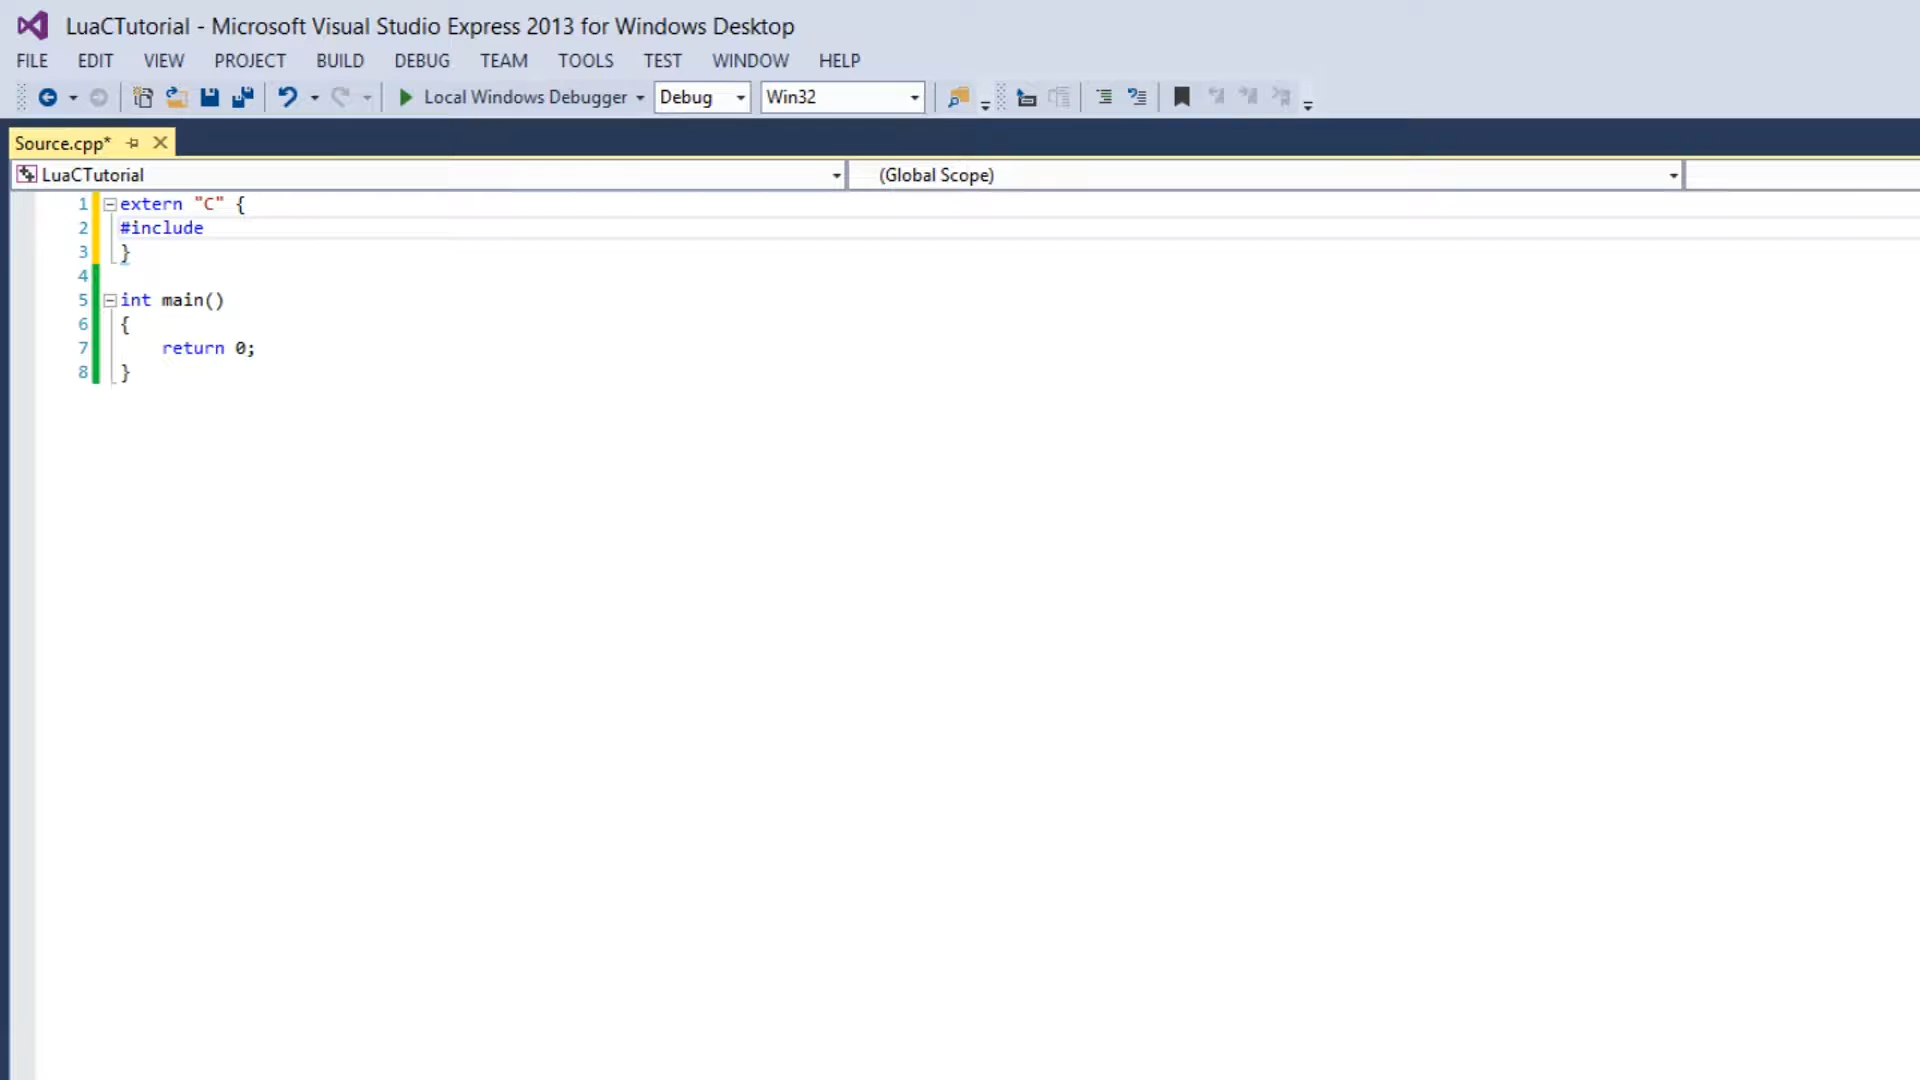 LuaCTutorial - Microsoft Visual Studio Express 2013 for Windows Desktop
FILE EDIT VIEW PROJECT BUILD DEBUG TEAM TOOLS TEST WINDOW HELP
Local Windows Debugger Debug Win32
Source.cpp*
LuaCTutorial (Global Scope)
1 extern "C" {
2 #include
3 }
4
5 int main()
6 {
7 return 0;
8 }